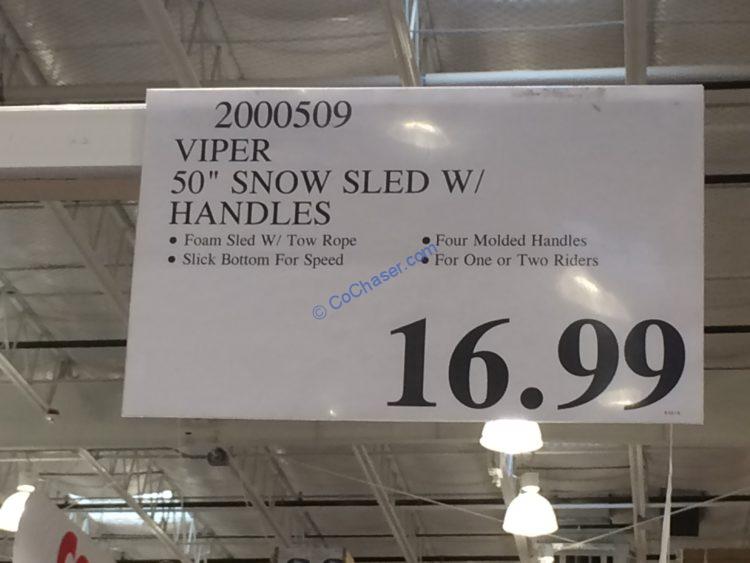 2000509
VIPER
50" SNOW SLED W/
HANDLES
• Foam Sled W/ Tow Rope
• Slick Bottom For Speed
• Four Molded Handles
• For One or Two Riders
© CoChaser.com
16.99